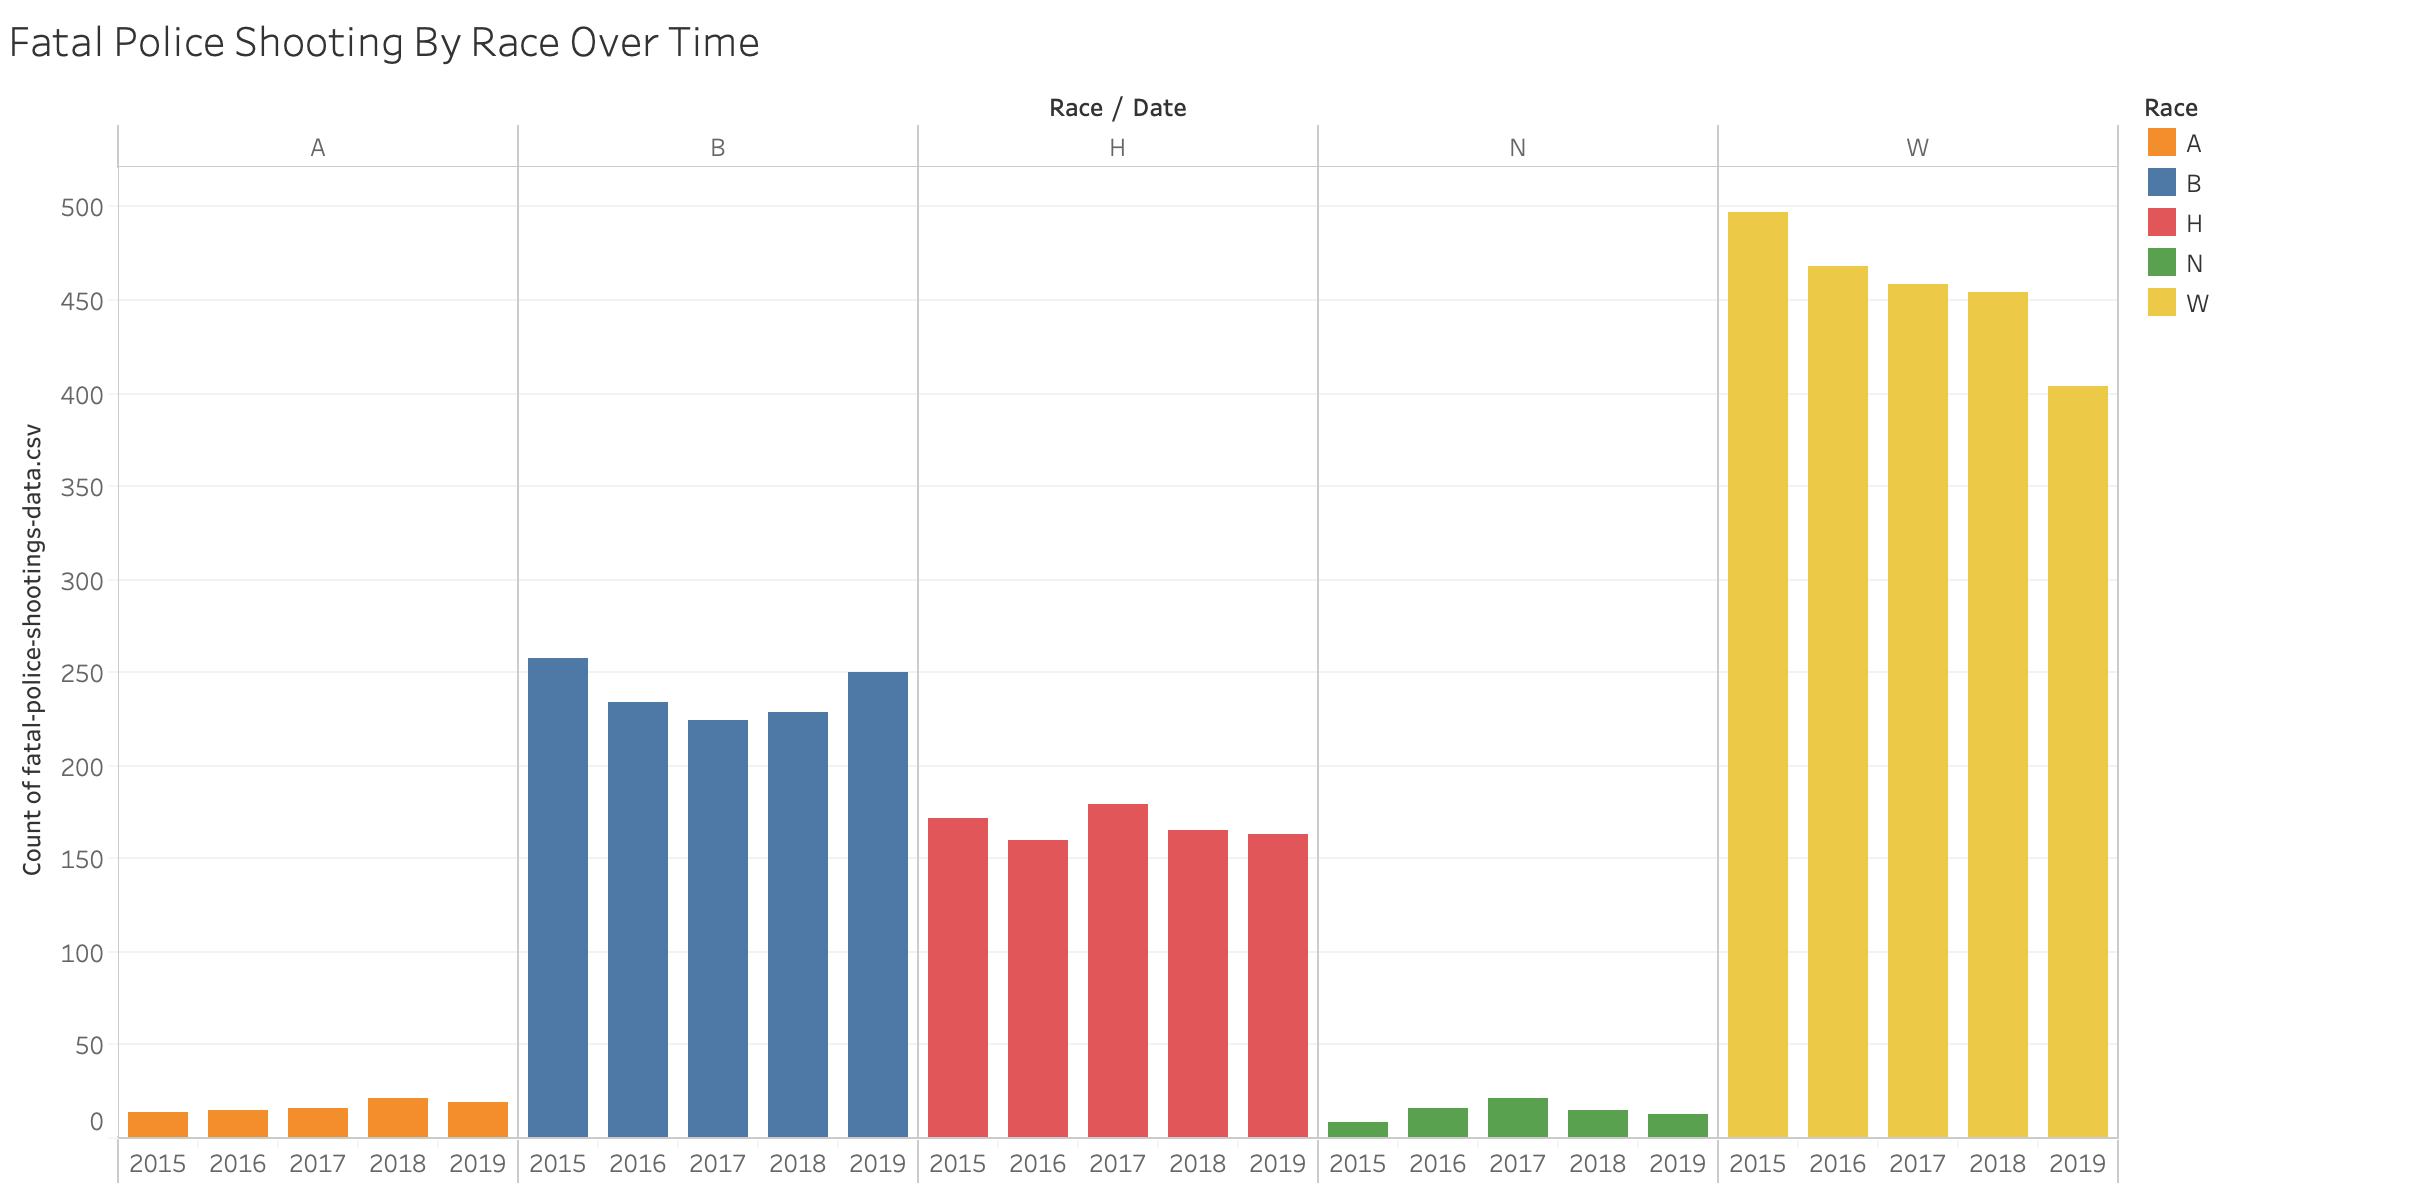 Fatal Police Shooting By Race Over Time
Race / Date
A B H N W
Count of fatal-police-shootings-data.csv
500
450
400
350
300
250
200
150
100
50
0
2015 2016 2017 2018 2019 2015 2016 2017 2018 2019 2015 2016 2017 2018 2019 2015 2016 2017 2018 2019 2015 2016 2017 2018 2019
Race
A
B
H
N
W